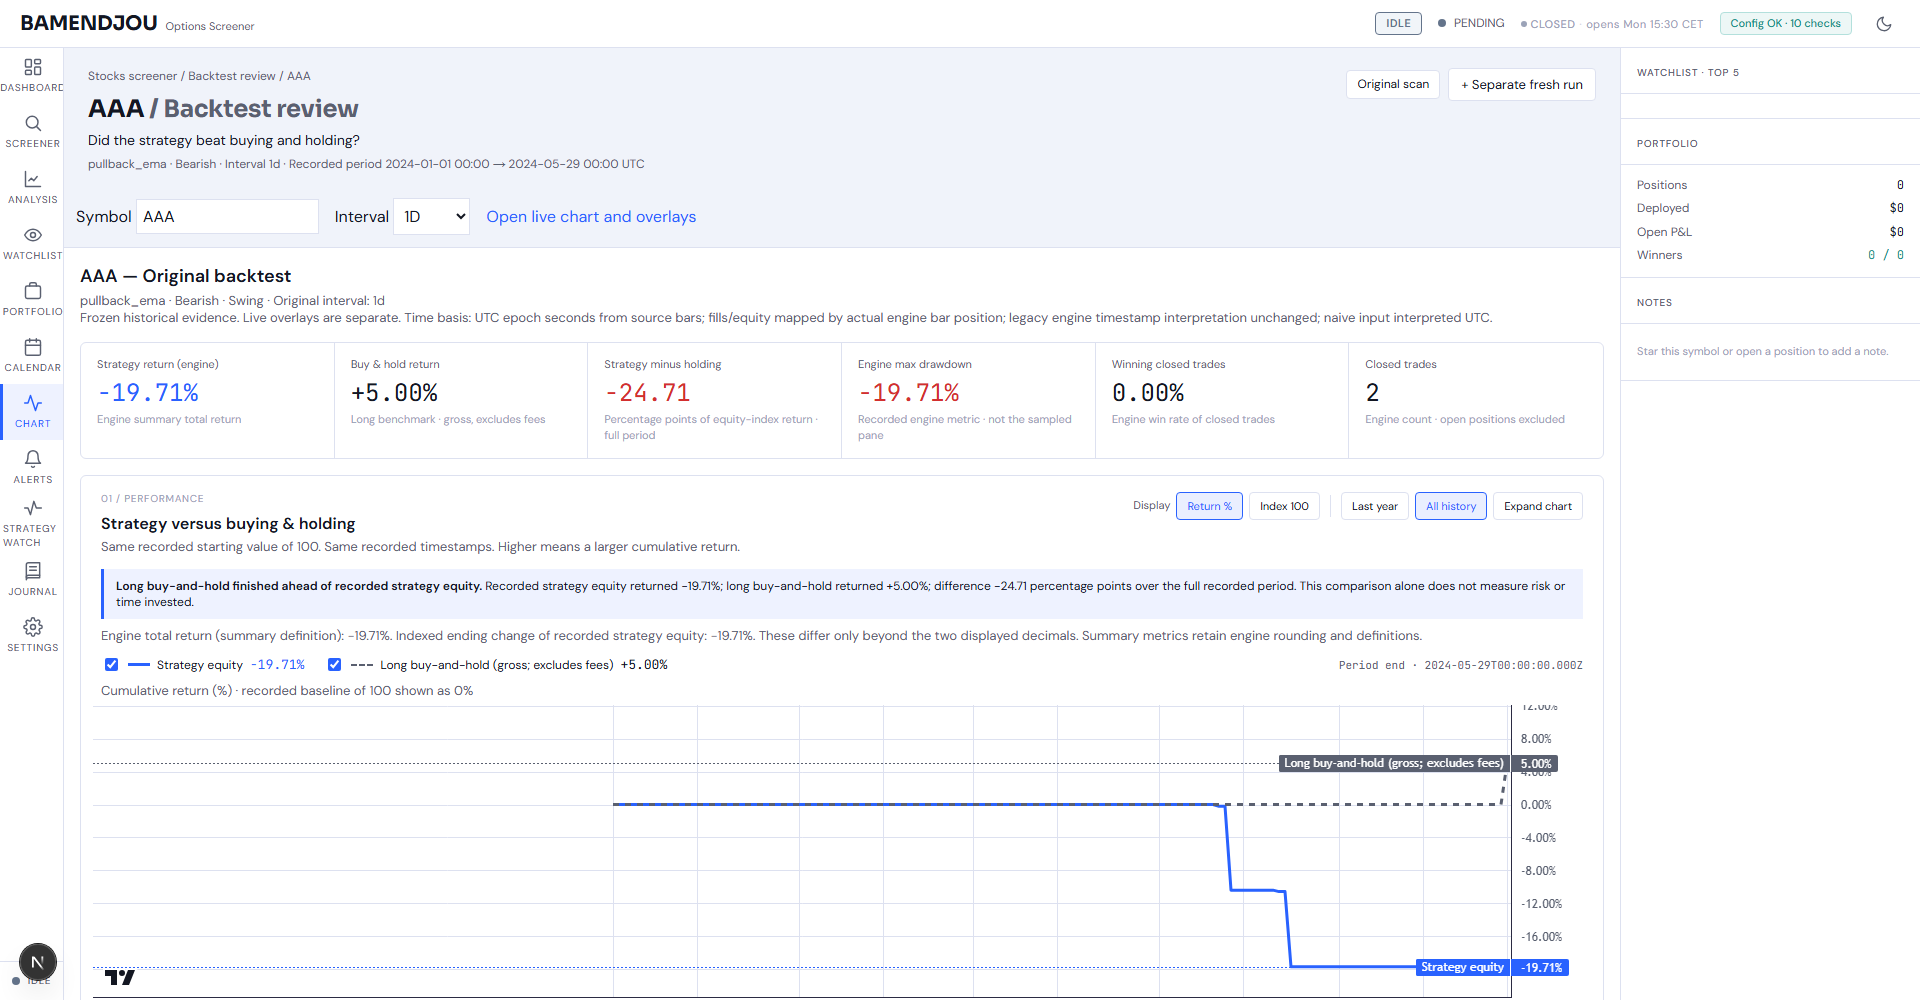 BAMENDJOU Options Screener
IDLE PENDING CLOSED · opens Mon 15:30 CET Config OK · 10 checks
DASHBOARD
SCREENER
ANALYSIS
WATCHLIST
PORTFOLIO
CALENDAR
CHART
ALERTS
STRATEGY
WATCH
JOURNAL
SETTINGS
N
IDLE
Stocks screener / Backtest review / AAA
AAA / Backtest review
Did the strategy beat buying and holding?
pullback_ema · Bearish · Interval 1d · Recorded period 2024-01-01 00:00 → 2024-05-29 00:00 UTC
Original scan + Separate fresh run
Symbol AAA Interval 1D Open live chart and overlays
AAA — Original backtest
pullback_ema · Bearish · Swing · Original interval: 1d
Frozen historical evidence. Live overlays are separate. Time basis: UTC epoch seconds from source bars; fills/equity mapped by actual engine bar position; legacy engine timestamp interpretation unchanged; naive input interpreted UTC.
Strategy return (engine)
-19.71%
Engine summary total return
Buy & hold return
+5.00%
Long benchmark · gross, excludes fees
Strategy minus holding
-24.71
Percentage points of equity-index return ·
full period
Engine max drawdown
-19.71%
Recorded engine metric · not the sampled
pane
Winning closed trades
0.00%
Engine win rate of closed trades
Closed trades
2
Engine count · open positions excluded
01 / PERFORMANCE
Display Return % Index 100 Last year All history Expand chart
Strategy versus buying & holding
Same recorded starting value of 100. Same recorded timestamps. Higher means a larger cumulative return.
Long buy-and-hold finished ahead of recorded strategy equity. Recorded strategy equity returned -19.71%; long buy-and-hold returned +5.00%; difference -24.71 percentage points over the full recorded period. This comparison alone does not measure risk or
time invested.
Engine total return (summary definition): -19.71%. Indexed ending change of recorded strategy equity: -19.71%. These differ only beyond the two displayed decimals. Summary metrics retain engine rounding and definitions.
Strategy equity -19.71% Long buy-and-hold (gross; excludes fees) +5.00% Period end · 2024-05-29T00:00:00.000Z
Cumulative return (%) · recorded baseline of 100 shown as 0%
12.00%
8.00%
Long buy-and-hold (gross; excludes fees) 5.00%
4.00%
0.00%
-4.00%
-8.00%
-12.00%
-16.00%
Strategy equity -19.71%
WATCHLIST · TOP 5
PORTFOLIO
Positions 0
Deployed $0
Open P&L $0
Winners 0 / 0
NOTES
Star this symbol or open a position to add a note.